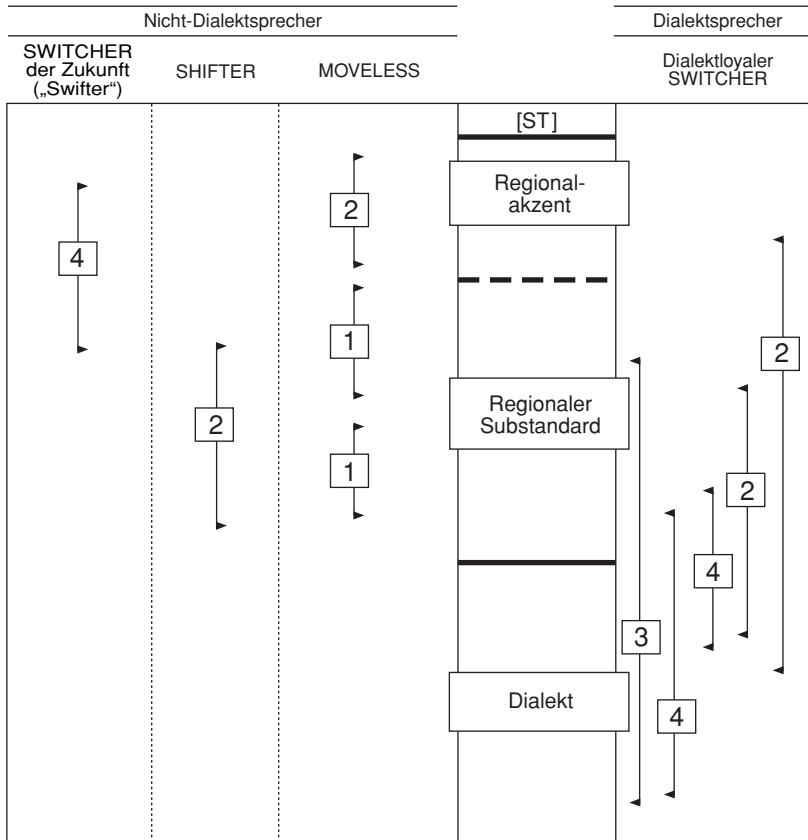 Nicht-Dialektsprecher
Dialektsprecher
SWITCHER
der Zukunft
(„Swifter“)
SHIFTER
MOVELESS
Dialektloyaler
SWITCHER
[ST]
Regional-
akzent
2
4
1
2
Regionaler
Substandard
2
1
2
4
3
Dialekt
4